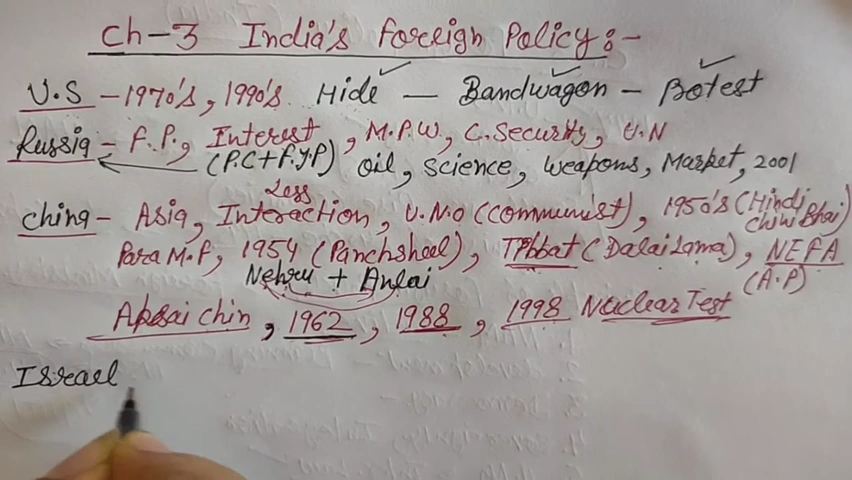 Ch-3 India's Foreign Policy:-
U.S - 1970's, 1990's. Hide - Bandwagon - Botest
Russia - F.P., Interest, M.P.W, C.Security, U.N
(P.C + F.Y.P) Oil, Science, Weapons, Market, 2001
Less
China - Asia, Interaction, U.N.O (Communist), 1950's (Hindi Chini Bhai)
Para M.F, 1954 (Panchsheel), Tibbat (Dalai Lama), NEFA
Nehru + Anlai (A.P)
Aksai Chin, 1962, 1988, 1998 Nuclear Test
Israel